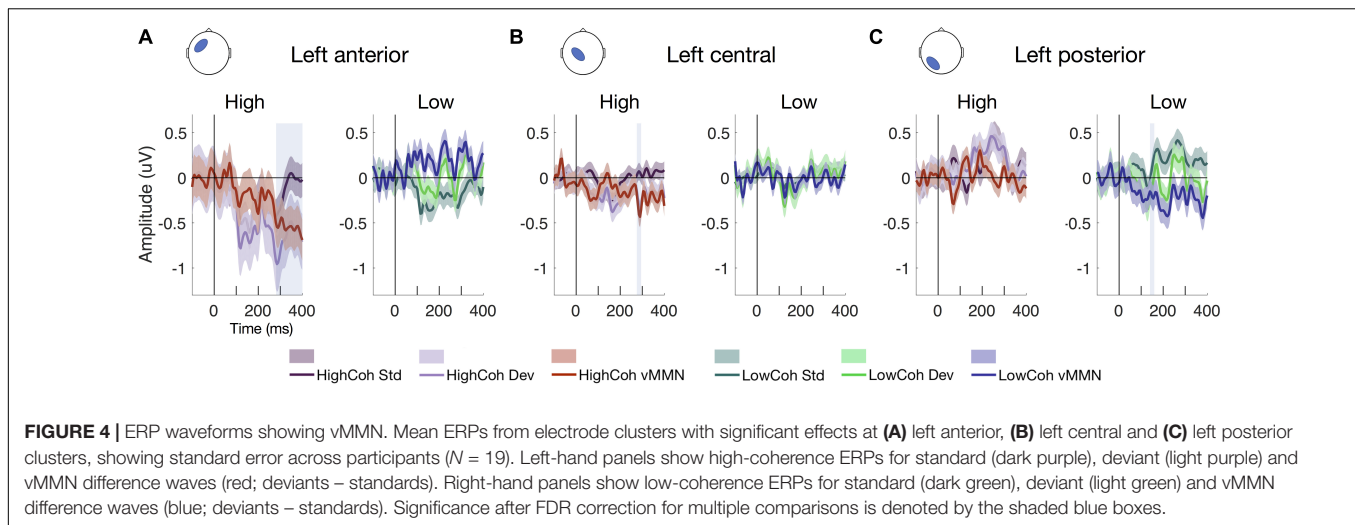 A
Left anterior
B
Left central
C
Left posterior
High
Low
High
Low
High
Low
Amplitude (uV)
0.5
0
-0.5
-1
0.5
0
-0.5
-1
0.5
0
-0.5
-1
0.5
0
-0.5
-1
0.5
0
-0.5
-1
0.5
0
-0.5
-1
0 200 400
0 200 400
0 200 400
0 200 400
0 200 400
0 200 400
Time (ms)
HighCoh Std HighCoh Dev HighCoh vMMN LowCoh Std LowCoh Dev LowCoh vMMN
FIGURE 4 | ERP waveforms showing vMMN. Mean ERPs from electrode clusters with significant effects at (A) left anterior, (B) left central and (C) left posterior
clusters, showing standard error across participants (N = 19). Left-hand panels show high-coherence ERPs for standard (dark purple), deviant (light purple) and
vMMN difference waves (red; deviants – standards). Right-hand panels show low-coherence ERPs for standard (dark green), deviant (light green) and vMMN
difference waves (blue; deviants – standards). Significance after FDR correction for multiple comparisons is denoted by the shaded blue boxes.